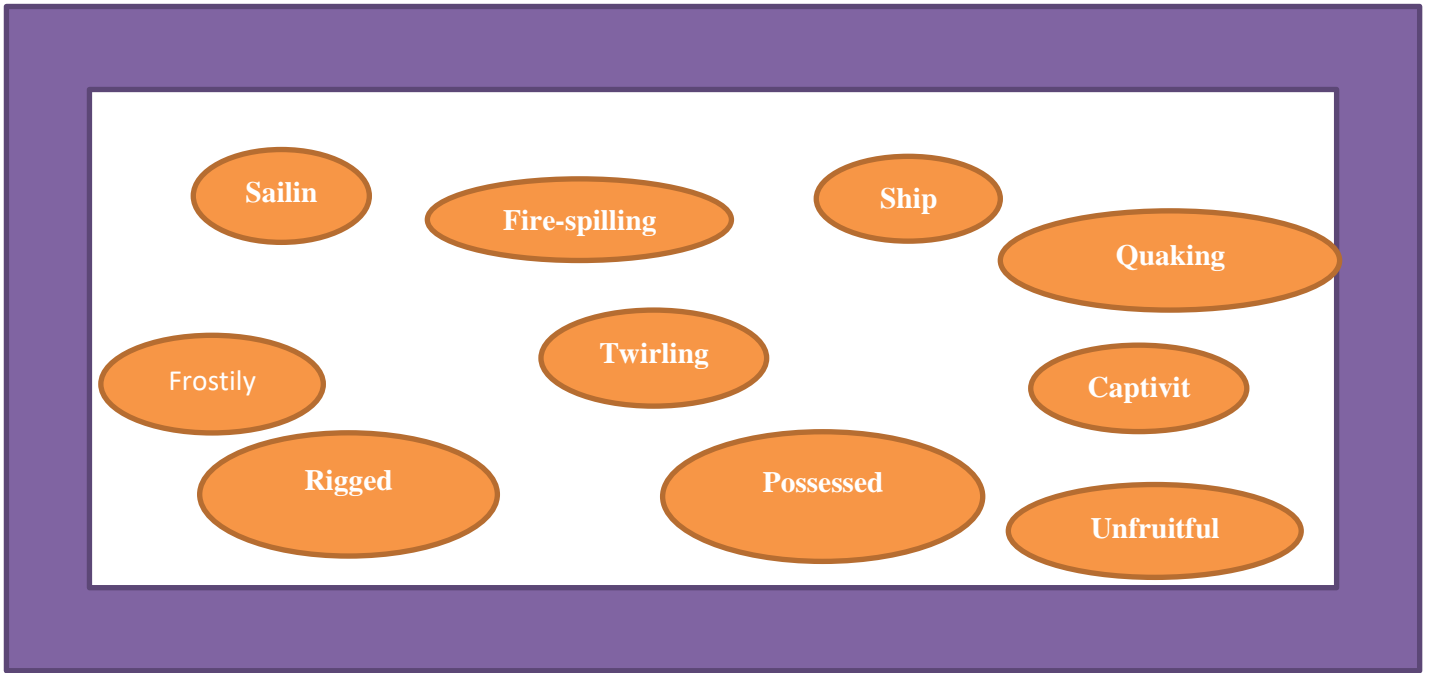 Sailin
Fire-spilling
Ship
Quaking
Twirling
Frostily
Captivit
Rigged
Possessed
Unfruitful